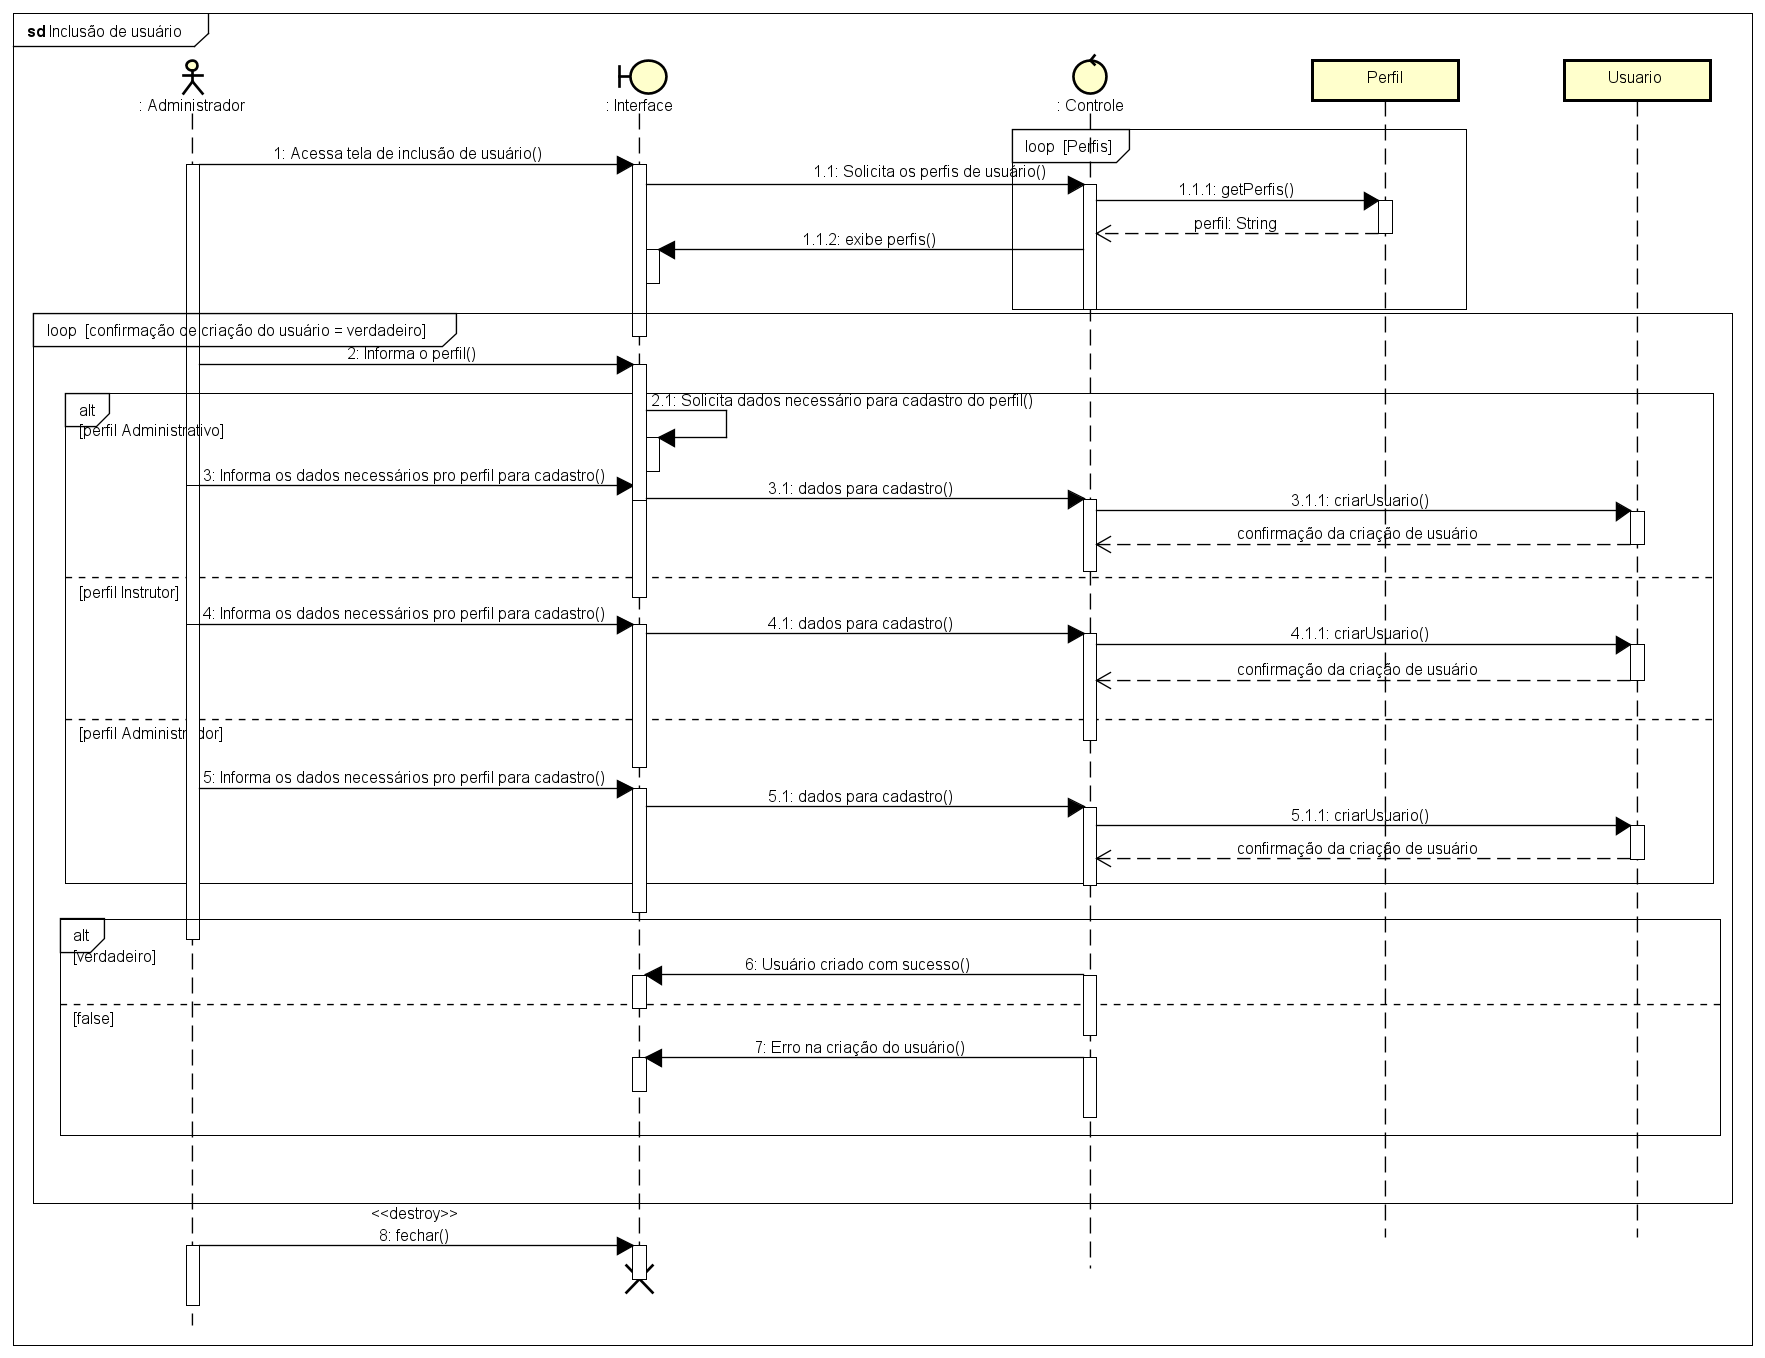 sd Inclusão de usuário
: Administrador
: Interface
: Controle
Perfil
Usuario
loop [Perfis]
1: Acessa tela de inclusão de usuário()
1.1: Solicita os perfis de usuário()
1.1.1: getPerfis()
perfil: String
1.1.2: exibe perfis()
loop [confirmação de criação do usuário = verdadeiro]
2: Informa o perfil()
alt
[perfil Administrativo]
2.1: Solicita dados necessário para cadastro do perfil()
3: Informa os dados necessários pro perfil para cadastro()
3.1: dados para cadastro()
3.1.1: criarUsuario()
confirmação da criação de usuário
[perfil Instrutor]
4: Informa os dados necessários pro perfil para cadastro()
4.1: dados para cadastro()
4.1.1: criarUsuario()
confirmação da criação de usuário
[perfil Administrador]
5: Informa os dados necessários pro perfil para cadastro()
5.1: dados para cadastro()
5.1.1: criarUsuario()
confirmação da criação de usuário
alt
[verdadeiro]
6: Usuário criado com sucesso()
[false]
7: Erro na criação do usuário()
<<destroy>>
8: fechar()